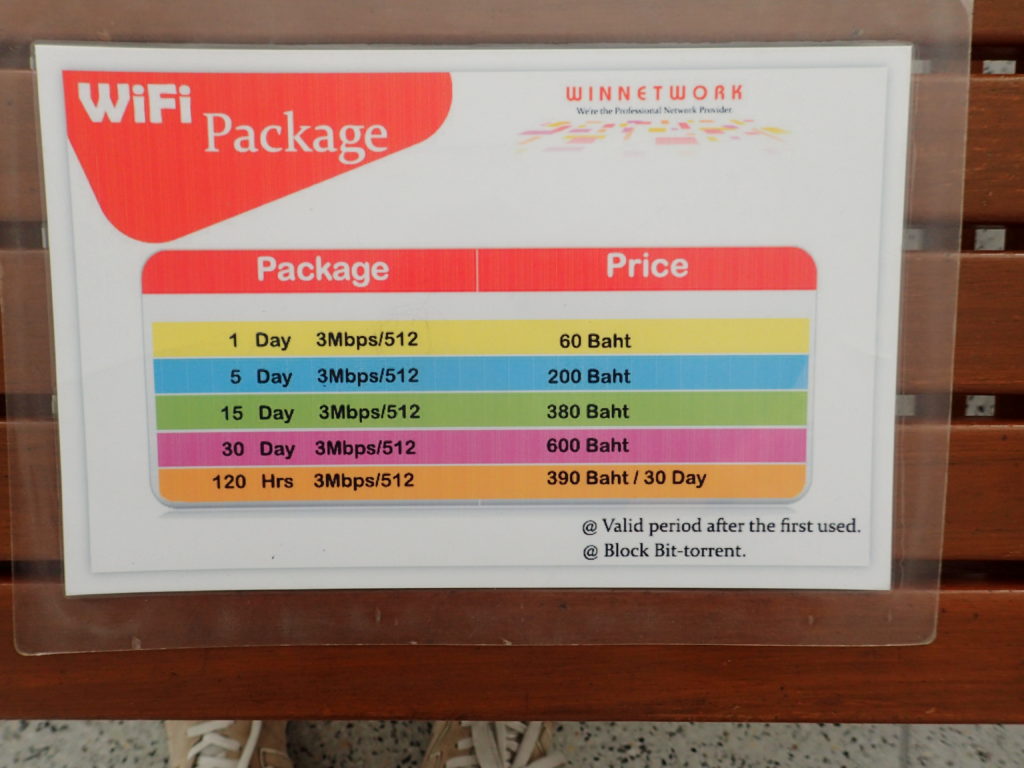 WiFi Package
WINNETWORK
We're the Professional Network Provider.
Package Price
1 Day 3Mbps/512 60 Baht
5 Day 3Mbps/512 200 Baht
15 Day 3Mbps/512 380 Baht
30 Day 3Mbps/512 600 Baht
120 Hrs 3Mbps/512 390 Baht / 30 Day
@ Valid period after the first used.
@ Block Bit-torrent.